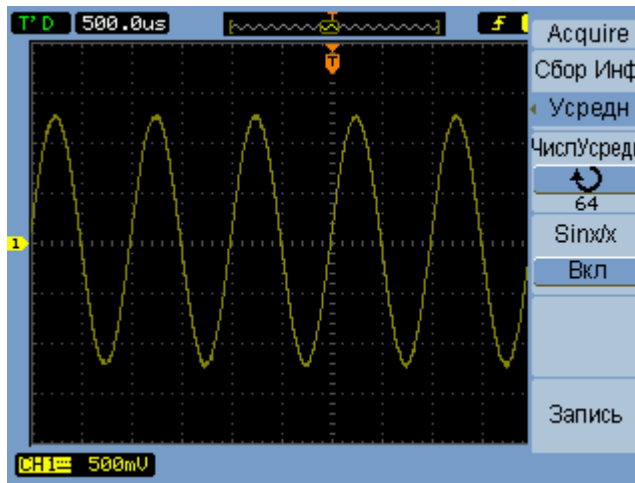 T'D 500.0us
T
T
Acquire
Сбор Инф
Усредн
ЧислУсредн
64
Sinx/x
Вкл
Запись
1
CH1 500mV